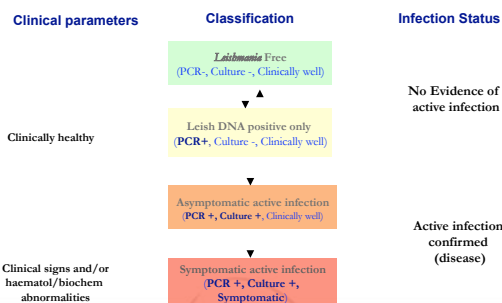 Clinical parameters
Classification
Infection Status
Leishmania Free
(PCR-, Culture -, Clinically well)
No Evidence of
active infection
Leish DNA positive only
(PCR+, Culture -, Clinically well)
Clinically healthy
Asymptomatic active infection
(PCR +, Culture +, Clinically well)
Active infection
confirmed
(disease)
Clinical signs and/or
haematol/biochem
abnormalities
Symptomatic active infection
(PCR +, Culture +,
Symptomatic)